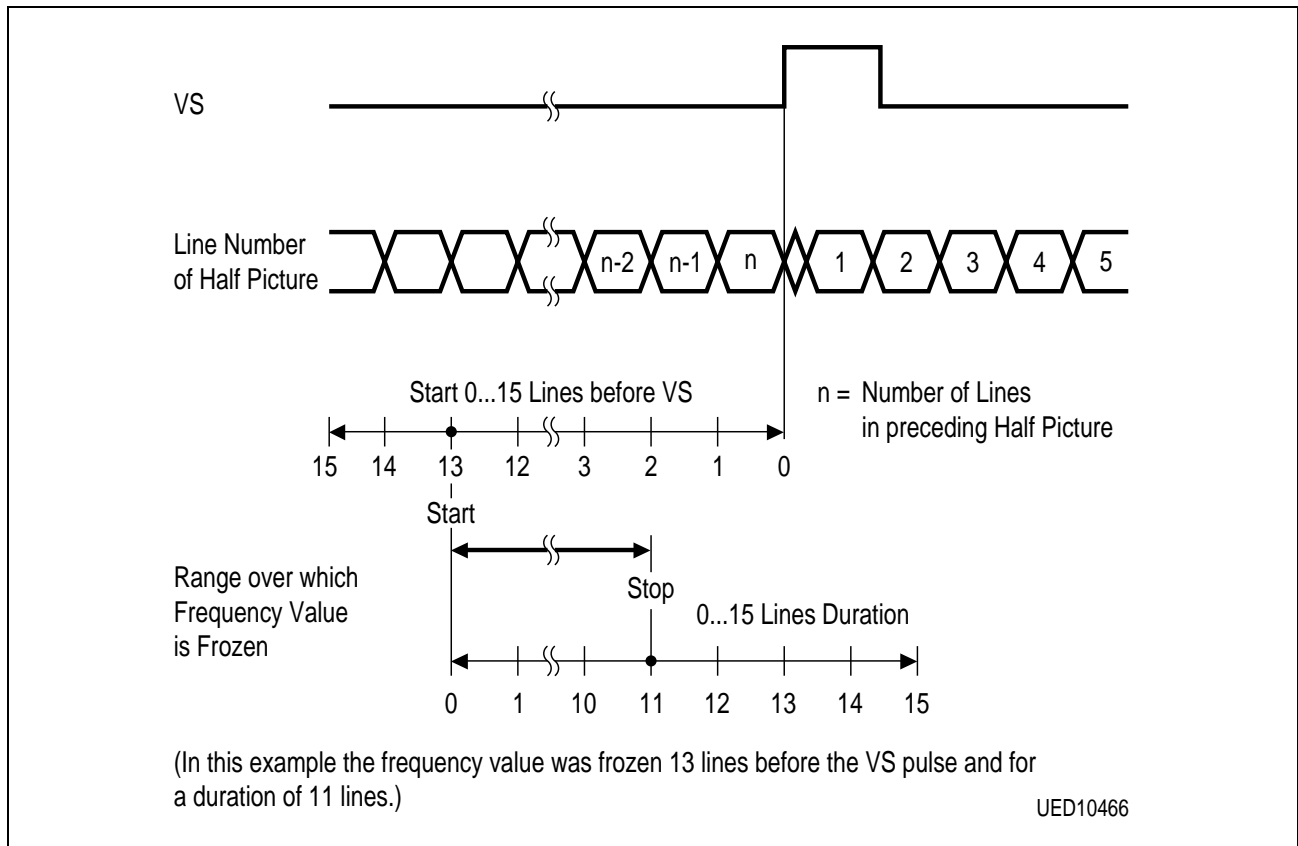 VS
Line Number
of Half Picture
n-2 n-1 n 1 2 3 4 5
Start 0...15 Lines before VS
n = Number of Lines
in preceding Half Picture
15 14 13 12 3 2 1 0
Start
Range over which
Frequency Value
is Frozen
Stop
0...15 Lines Duration
0 1 10 11 12 13 14 15
(In this example the frequency value was frozen 13 lines before the VS pulse and for
a duration of 11 lines.)
UED10466